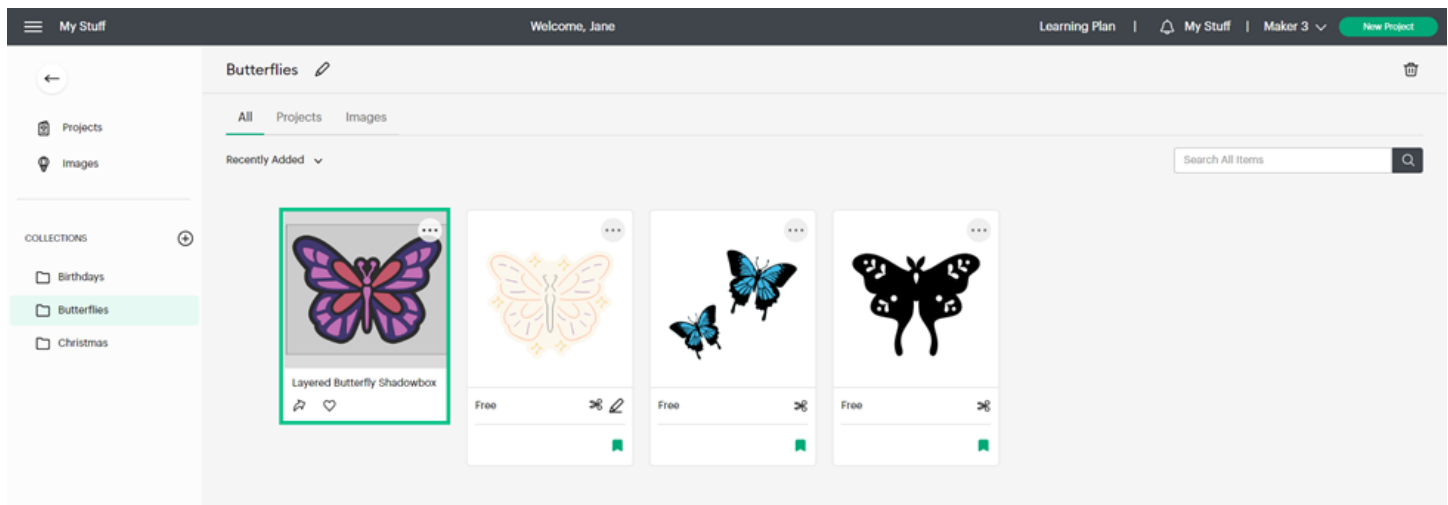 My Stuff
Welcome, Jane
Learning Plan | My Stuff | Maker 3 New Project
Butterflies
Projects
Images
COLLECTIONS
Birthdays
Butterflies
Christmas
All Projects Images
Recently Added
Search All Items
Layered Butterfly Shadowbox
Free
Free
Free